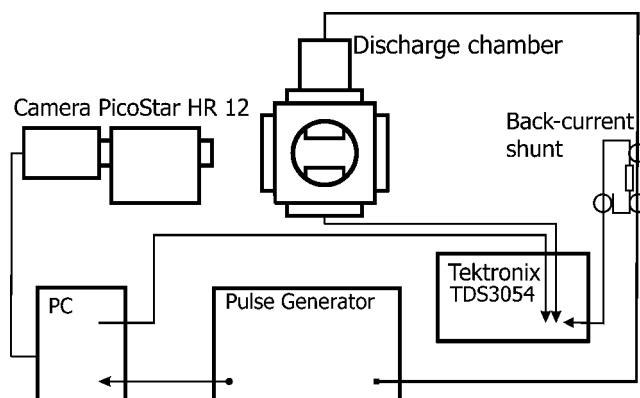 Discharge chamber
Camera PicoStar HR 12
Back-current
shunt
Tektronix
TDS3054
PC
Pulse Generator